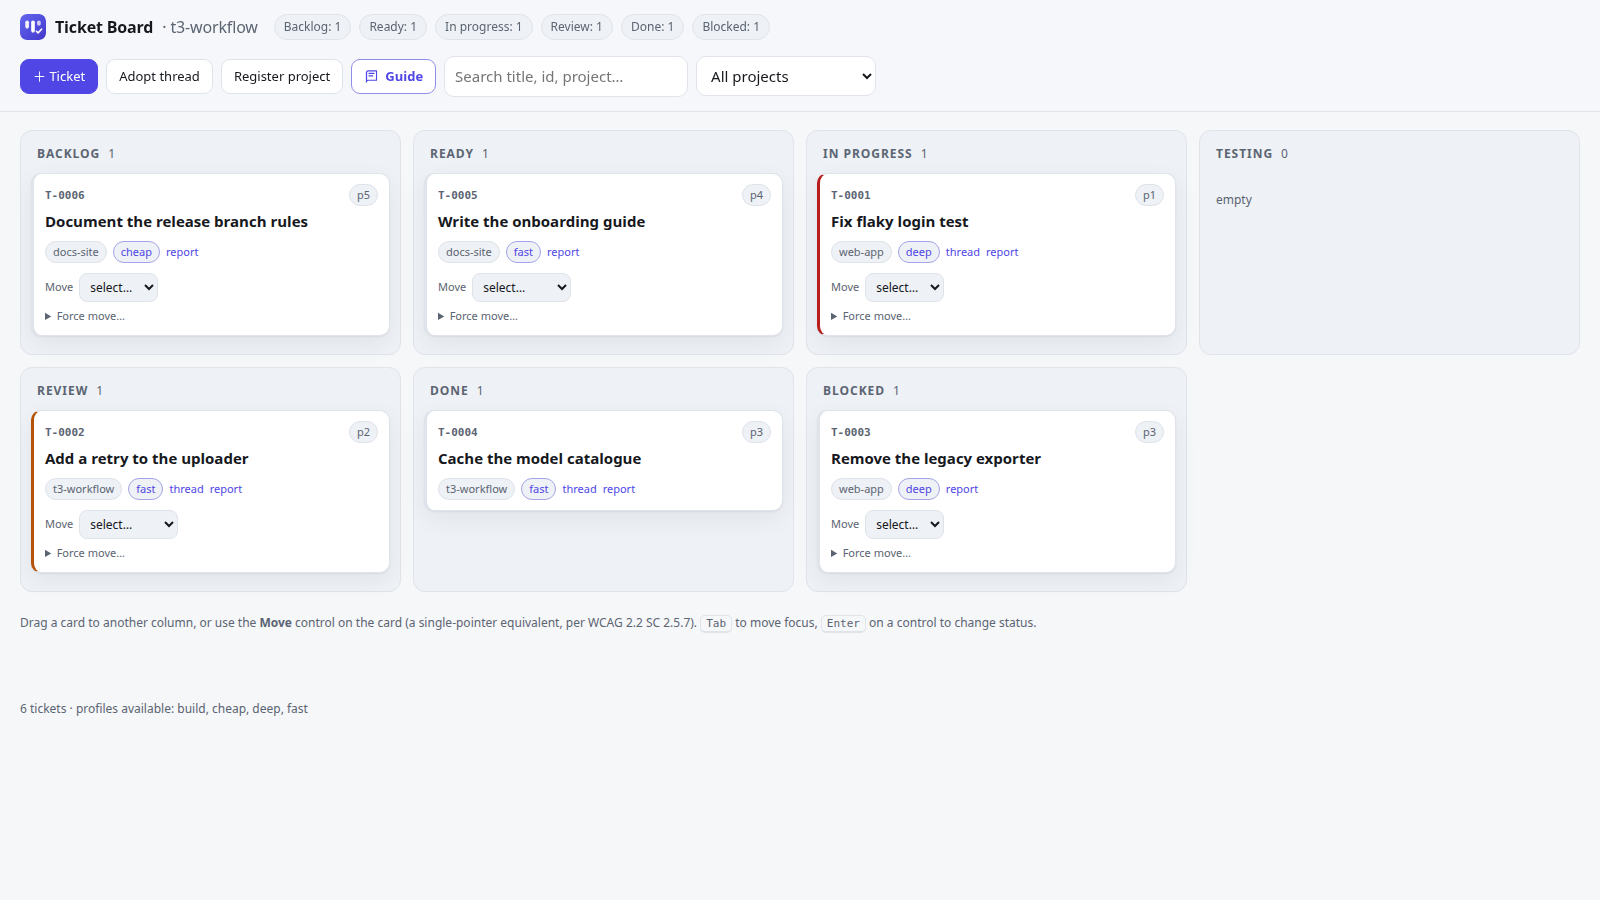 Ticket Board · t3-workflow Backlog: 1 Ready: 1 In progress: 1 Review: 1 Done: 1 Blocked: 1
+ Ticket Adopt thread Register project Guide Search title, id, project... All projects
BACKLOG 1
T-0006 p5
Document the release branch rules
docs-site cheap report
Move select...
Force move...
READY 1
T-0005 p4
Write the onboarding guide
docs-site fast report
Move select...
Force move...
IN PROGRESS 1
T-0001 p1
Fix flaky login test
web-app deep thread report
Move select...
Force move...
TESTING 0
empty
REVIEW 1
T-0002 p2
Add a retry to the uploader
t3-workflow fast thread report
Move select...
Force move...
DONE 1
T-0004 p3
Cache the model catalogue
t3-workflow fast thread report
BLOCKED 1
T-0003 p3
Remove the legacy exporter
web-app deep report
Move select...
Force move...
Drag a card to another column, or use the Move control on the card (a single-pointer equivalent, per WCAG 2.2 SC 2.5.7). Tab to move focus, Enter on a control to change status.
6 tickets · profiles available: build, cheap, deep, fast